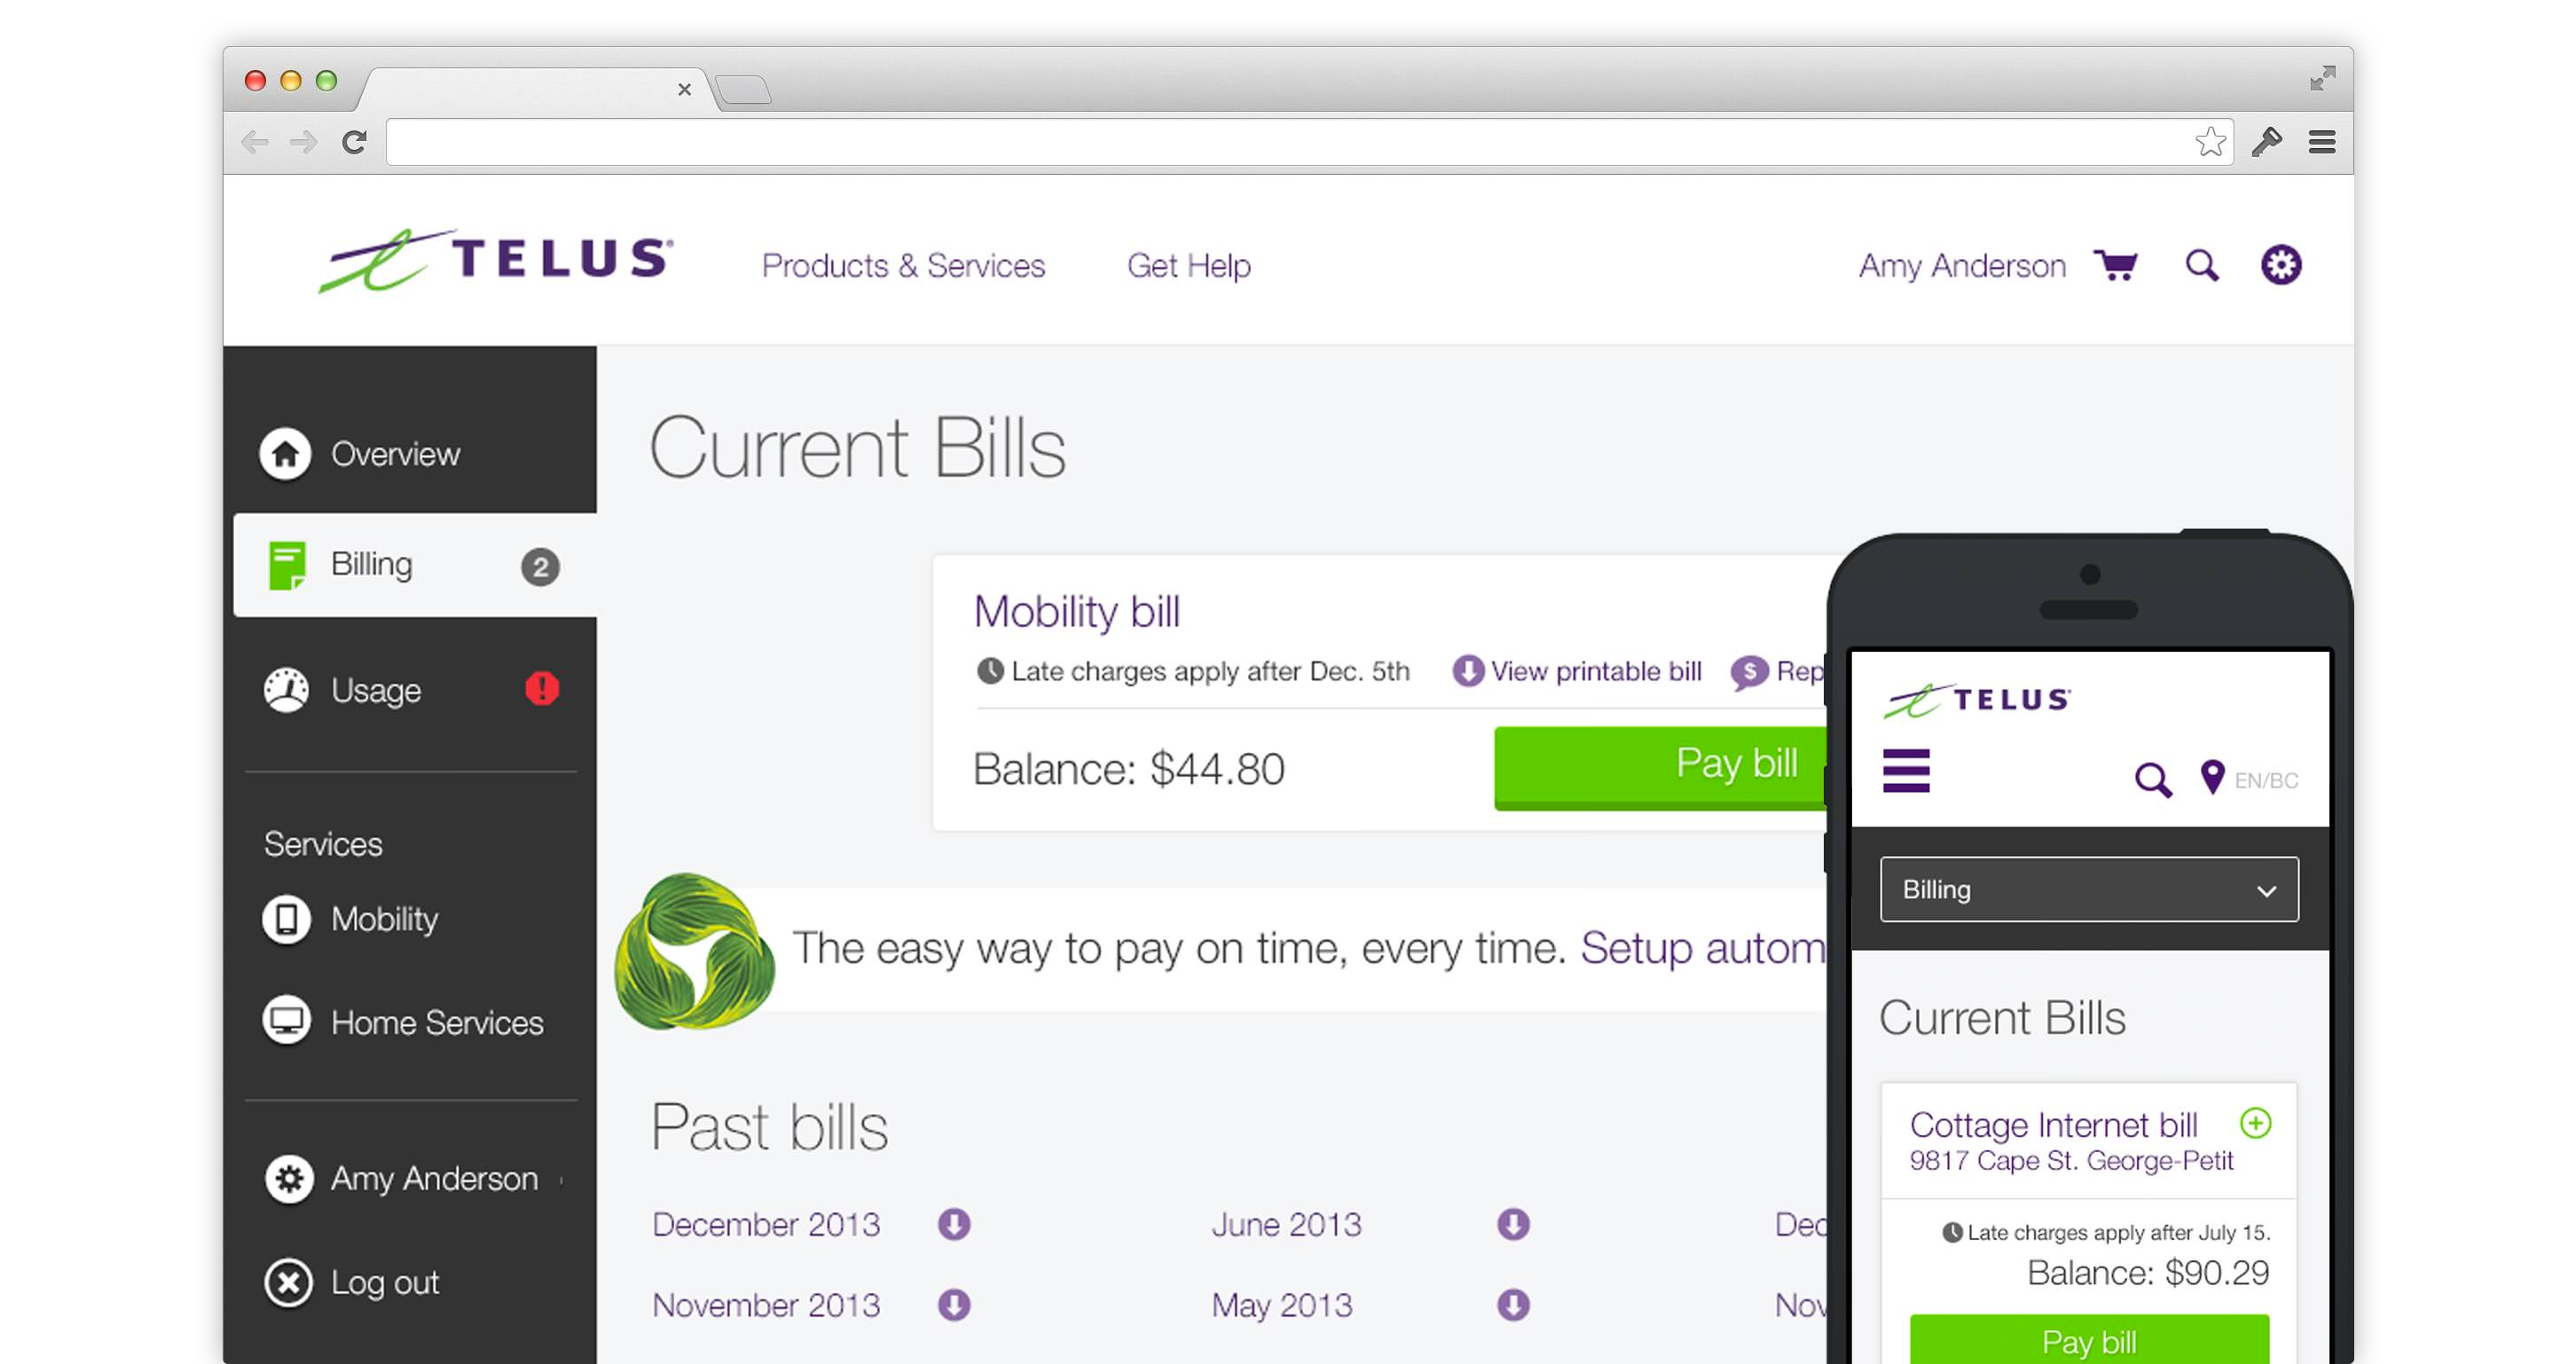 TELUS
Products & Services
Get Help
Amy Anderson
Overview
Billing
2
Usage
!
Services
Mobility
Home Services
Amy Anderson
Log out
Current Bills
Mobility bill
Late charges apply after Dec. 5th
View printable bill
$ Rep
Balance: $44.80
Pay bill
The easy way to pay on time, every time. Setup autom
Past bills
December 2013
June 2013
Dec
November 2013
May 2013
Nov
TELUS
EN/BC
Billing
Current Bills
Cottage Internet bill
9817 Cape St. George-Petit
Late charges apply after July 15.
Balance: $90.29
Pay bill